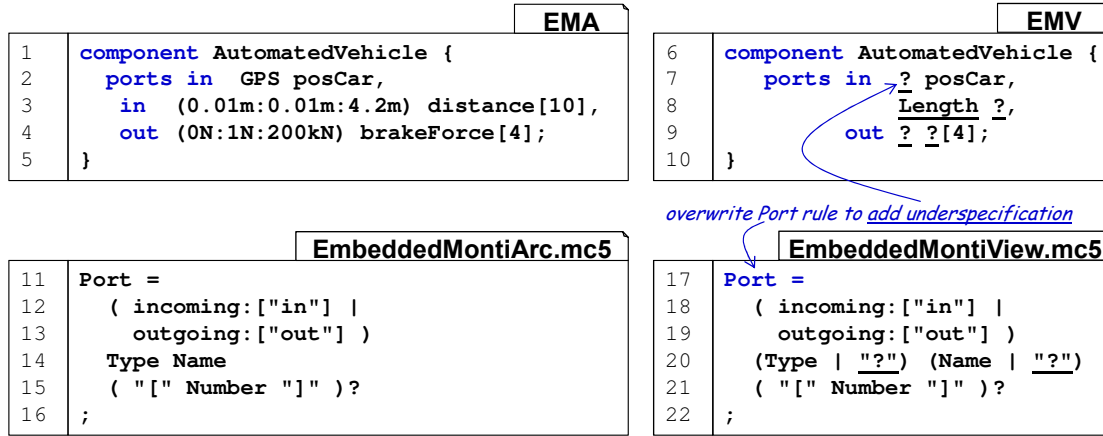 EMA
1 component AutomatedVehicle {
2 ports in GPS posCar,
3 in (0.01m:0.01m:4.2m) distance[10],
4 out (0N:1N:200kN) brakeForce[4];
5 }
EMV
6 component AutomatedVehicle {
7 ports in ? posCar,
8 Length ?,
9 out ? ?[4];
10 }
overwrite Port rule to add underspecification
EmbeddedMontiArc.mc5
11 Port =
12 ( incoming:["in"] |
13 outgoing:["out"] )
14 Type Name
15 ( "[" Number "]" )?
16 ;
EmbeddedMontiView.mc5
17 Port =
18 ( incoming:["in"] |
19 outgoing:["out"] )
20 (Type | "?") (Name | "?")
21 ( "[" Number "]" )?
22 ;